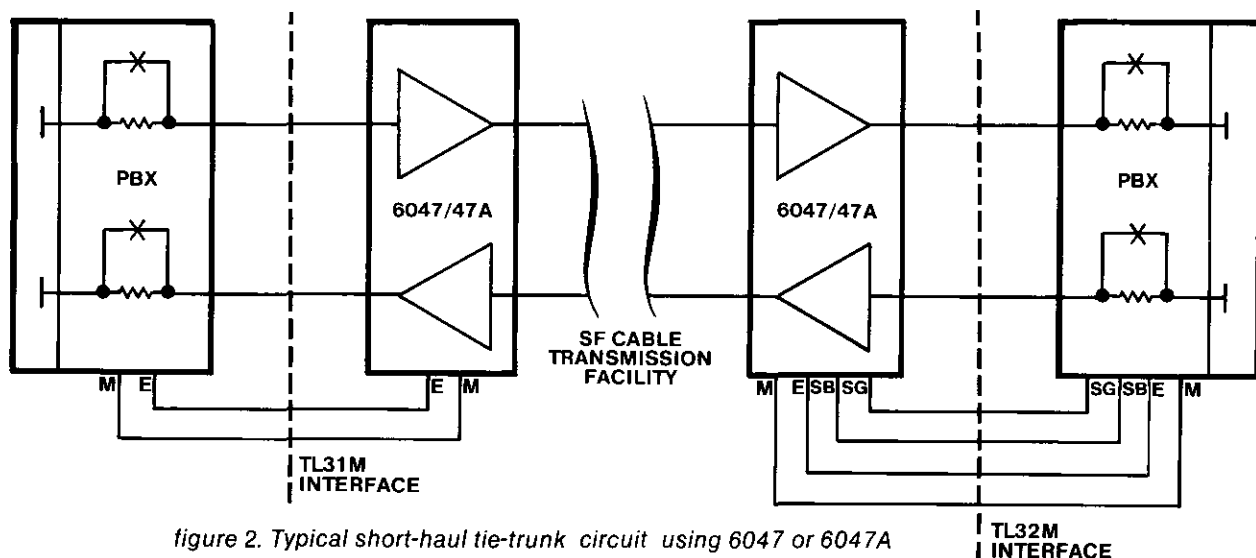 PBX
6047/47A
SF CABLE
TRANSMISSION
FACILITY
6047/47A
PBX
M E
E M
M E SB SG
SG SB E M
TL31M
INTERFACE
TL32M
INTERFACE
figure 2. Typical short-haul tie-trunk circuit using 6047 or 6047A